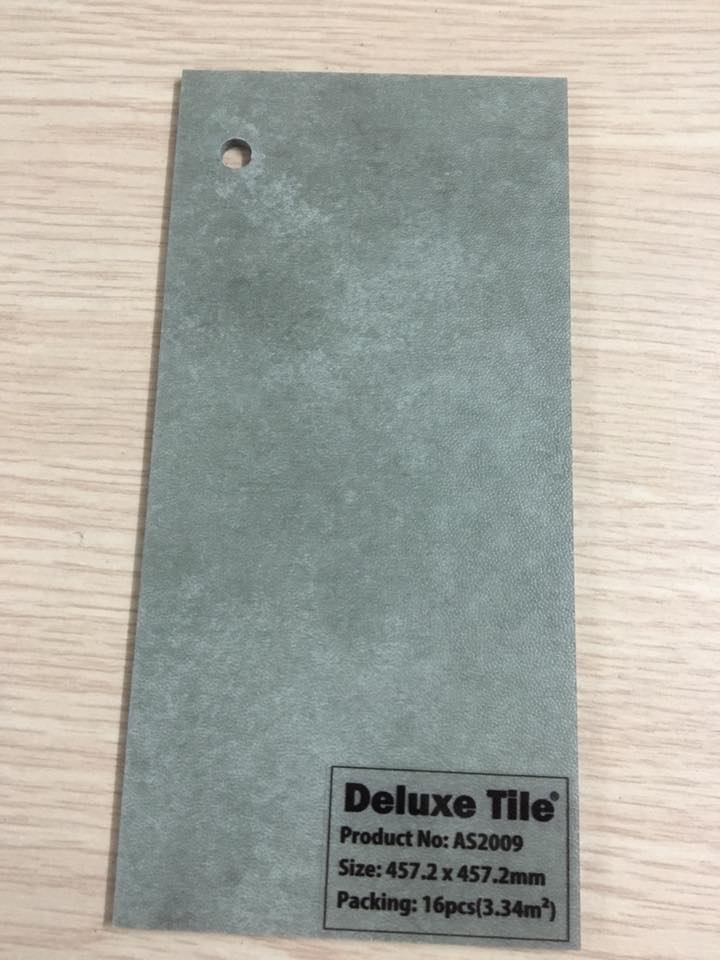 Deluxe Tile®
Product No: AS2009
Size: 457.2 x 457.2mm
Packing: 16pcs(3.34m²)